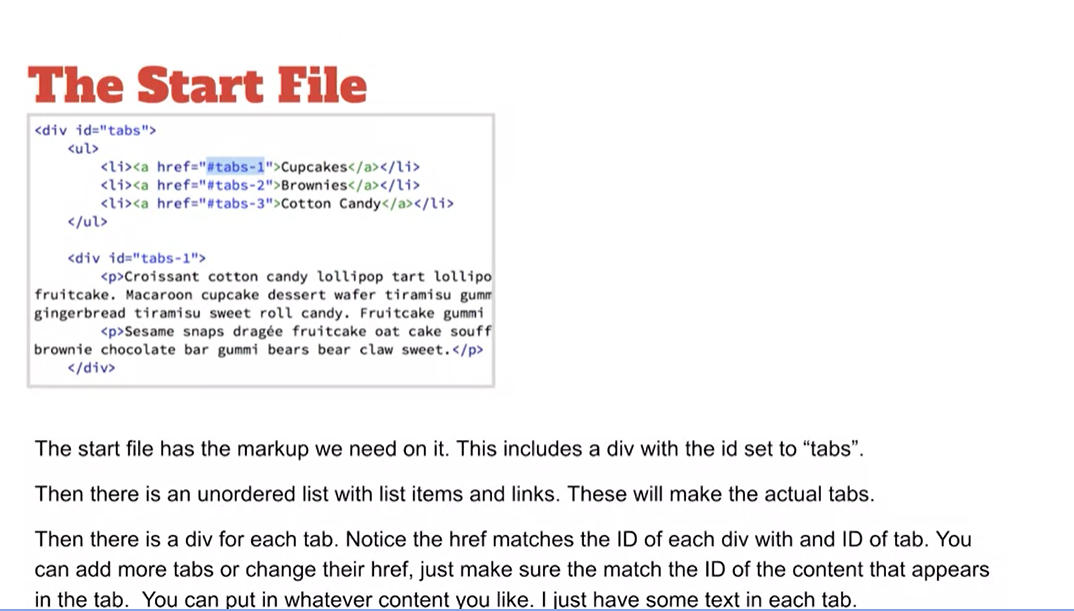 The Start File
<div id="tabs">
<ul>
<li><a href="#tabs-1">Cupcakes</a></li>
<li><a href="#tabs-2">Brownies</a></li>
<li><a href="#tabs-3">Cotton Candy</a></li>
</ul>
<div id="tabs-1">
<p>Croissant cotton candy lollipop tart lollipo
fruitcake. Macaroon cupcake dessert wafer tiramisu gumm
gingerbread tiramisu sweet roll candy. Fruitcake gummi
<p>Sesame snaps dragée fruitcake oat cake souff
brownie chocolate bar gummi bears bear claw sweet.</p>
</div>
The start file has the markup we need on it. This includes a div with the id set to “tabs”.
Then there is an unordered list with list items and links. These will make the actual tabs.
Then there is a div for each tab. Notice the href matches the ID of each div with and ID of tab. You
can add more tabs or change their href, just make sure the match the ID of the content that appears
in the tab. You can put in whatever content you like. I just have some text in each tab.